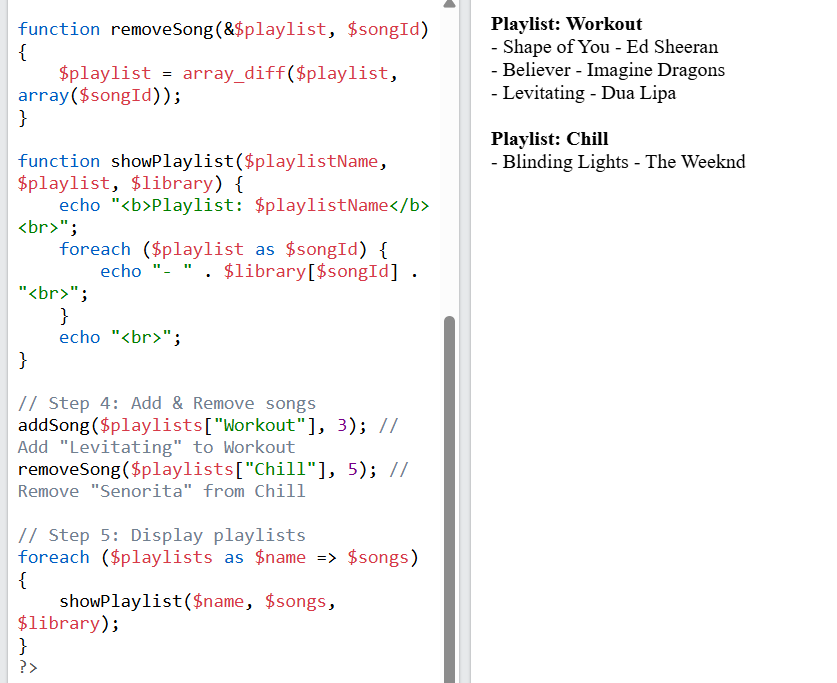 function removeSong(&$playlist, $songId)
{
    $playlist = array_diff($playlist,
array($songId));
}

function showPlaylist($playlistName,
$playlist, $library) {
    echo "<b>Playlist: $playlistName</b>
<br>";
    foreach ($playlist as $songId) {
        echo "- " . $library[$songId] .
"<br>";
    }
    echo "<br>";
}

// Step 4: Add & Remove songs
addSong($playlists["Workout"], 3); //
Add "Levitating" to Workout
removeSong($playlists["Chill"], 5); //
Remove "Senorita" from Chill

// Step 5: Display playlists
foreach ($playlists as $name => $songs)
{
    showPlaylist($name, $songs,
$library);
}
?>

Playlist: Workout
- Shape of You - Ed Sheeran
- Believer - Imagine Dragons
- Levitating - Dua Lipa

Playlist: Chill
- Blinding Lights - The Weeknd